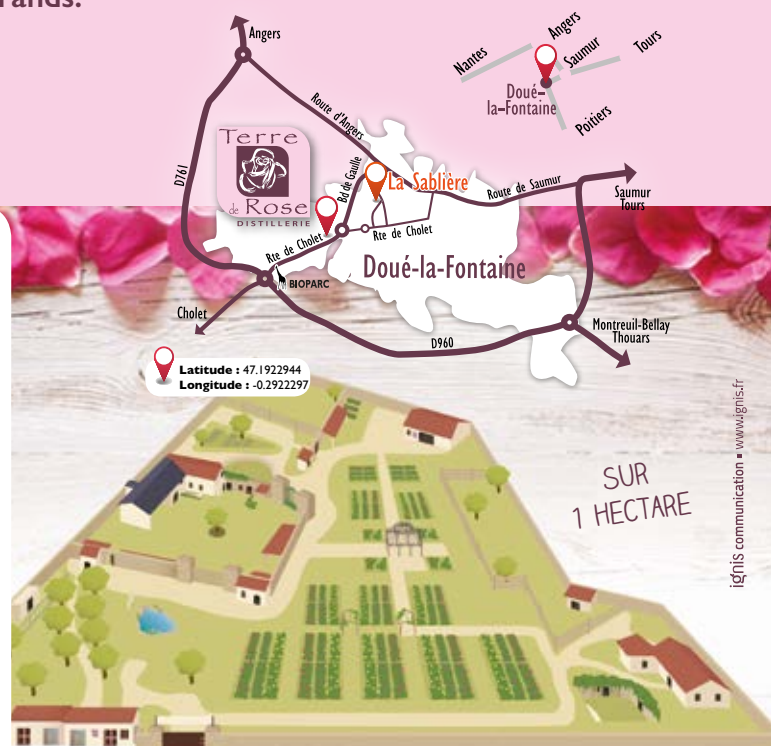 Angers
Nantes
Angers
Saumur
Tours
Doué-
la-Fontaine
Poitiers
Route d'Angers
D761
Terre
de Rose
DISTILLERIE
Bd de Gaulle
La Sablière
Route de Saumur
Saumur
Tours
Rte de Cholet
Rte de Cholet
Doué-la-Fontaine
BIOPARC
Cholet
D960
Montreuil-Bellay
Thouars
Latitude : 47.1922944
Longitude : -0.2922297
SUR
1 HECTARE
ignis communication ▪ www.ignis.fr